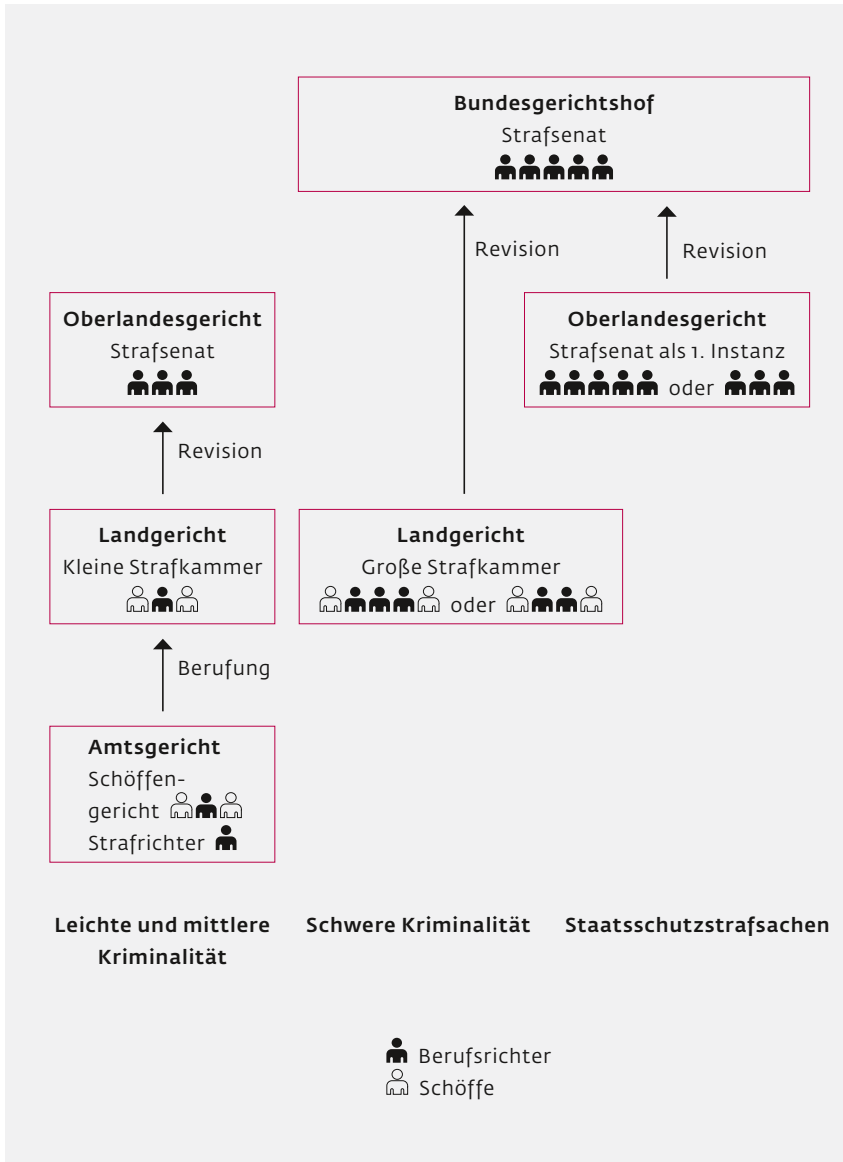 Bundesgerichtshof
Strafsenat
Revision
Revision
Oberlandesgericht
Strafsenat
Oberlandesgericht
Strafsenat als 1. Instanz
oder
Revision
Landgericht
Kleine Strafkammer
Landgericht
Große Strafkammer
oder
Berufung
Amtsgericht
Schöffen-
gericht
Strafrichter
Leichte und mittlere
Kriminalität
Schwere Kriminalität
Staatsschutzstrafsachen
Berufsrichter
Schöffe